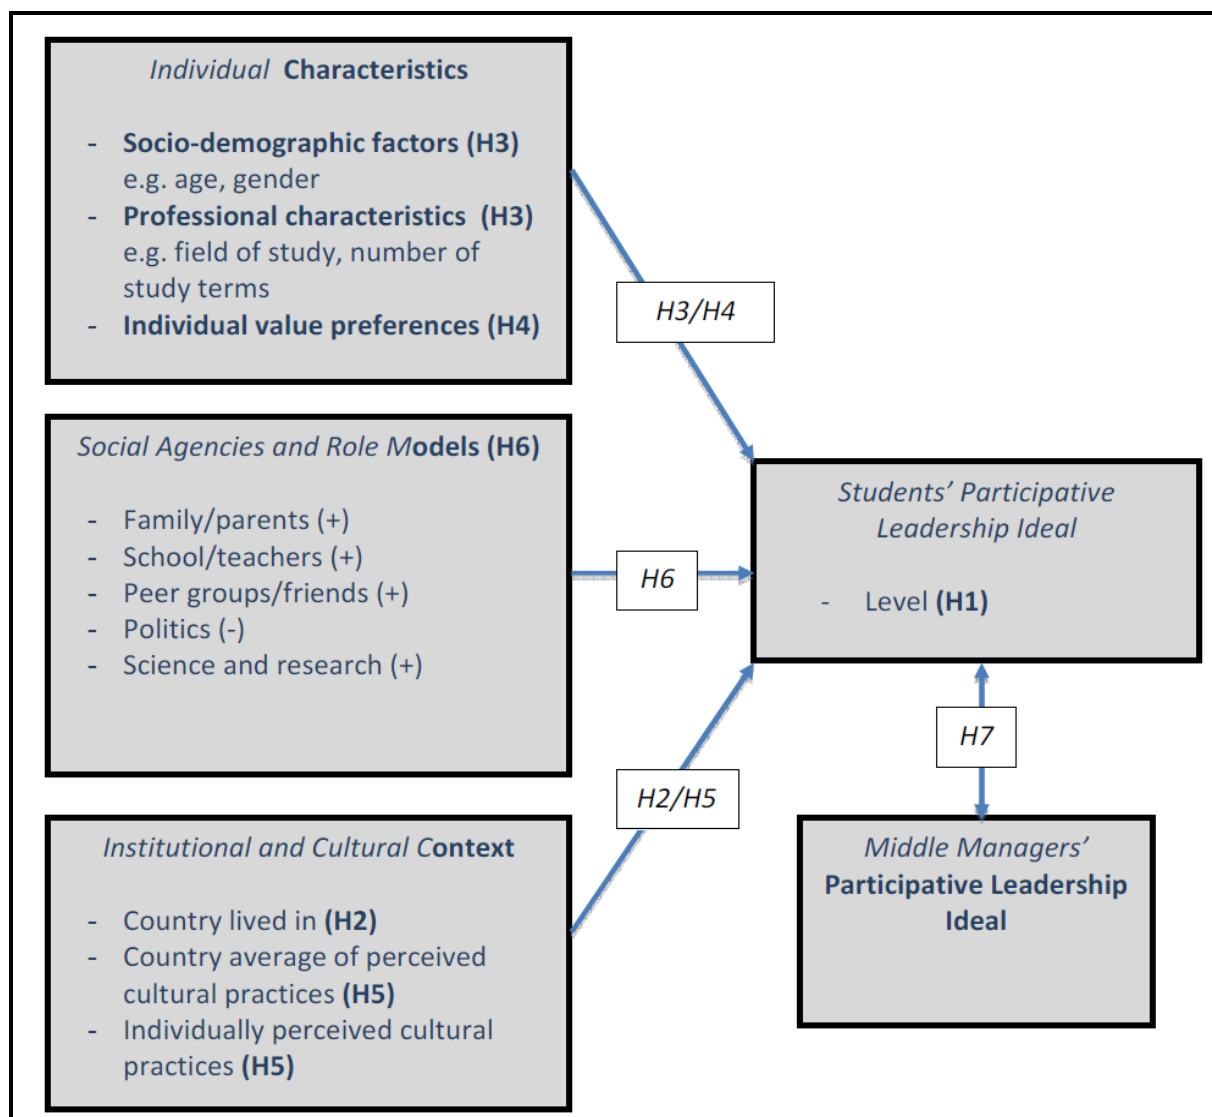 Individual Characteristics
- Socio-demographic factors (H3)
e.g. age, gender
- Professional characteristics (H3)
e.g. field of study, number of
study terms
- Individual value preferences (H4)
H3/H4
Social Agencies and Role Models (H6)
- Family/parents (+)
- School/teachers (+)
- Peer groups/friends (+)
- Politics (-)
- Science and research (+)
H6
Students’ Participative
Leadership Ideal
- Level (H1)
H7
H2/H5
Institutional and Cultural Context
- Country lived in (H2)
- Country average of perceived
cultural practices (H5)
- Individually perceived cultural
practices (H5)
Middle Managers’
Participative Leadership
Ideal